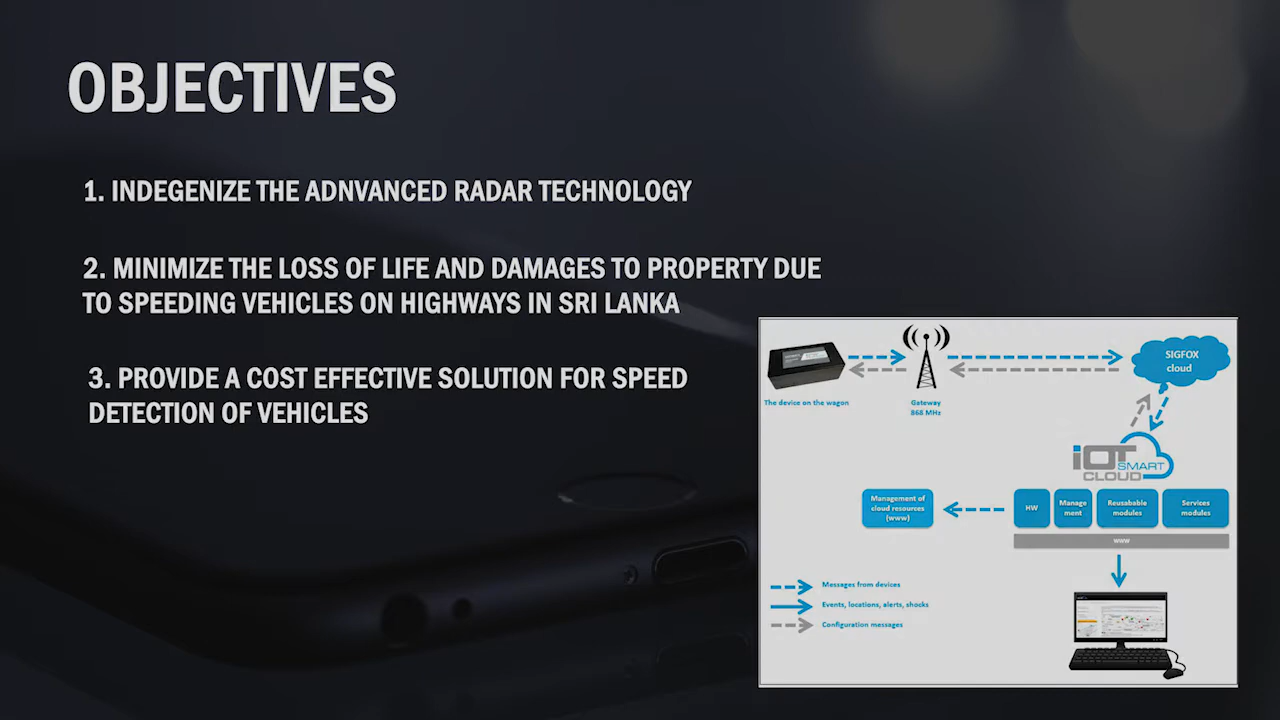 OBJECTIVES
1. INDEGENIZE THE ADNVANCED RADAR TECHNOLOGY
2. MINIMIZE THE LOSS OF LIFE AND DAMAGES TO PROPERTY DUE
TO SPEEDING VEHICLES ON HIGHWAYS IN SRI LANKA
3. PROVIDE A COST EFFECTIVE SOLUTION FOR SPEED
DETECTION OF VEHICLES
The device on the wagon
Gateway
868 MHz
SIGFOX
cloud
iOT
SMART
CLOUD
Management of
cloud resources
(www)
HW
Manage
ment
Reusabable
modules
Services
modules
www
Messages from devices
Events, locations, alerts, shocks
Configuration messages